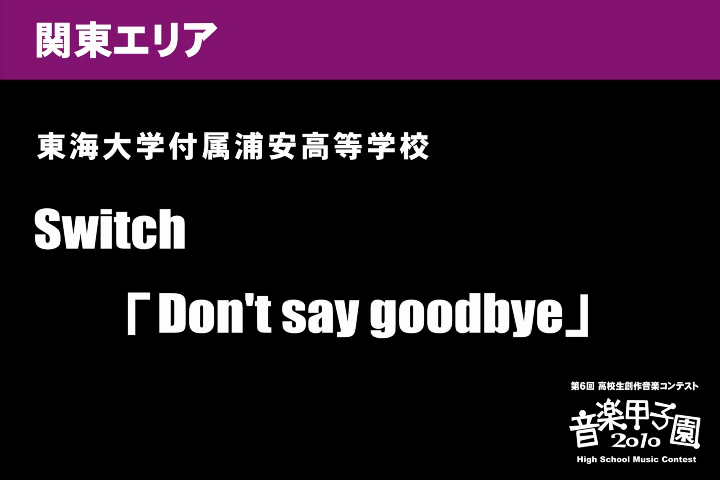 関東エリア
東海大学付属浦安高等学校
Switch
「Don't say goodbye」
第6回 高校生創作音楽コンテスト
音楽甲子園
2010
High School Music Contest